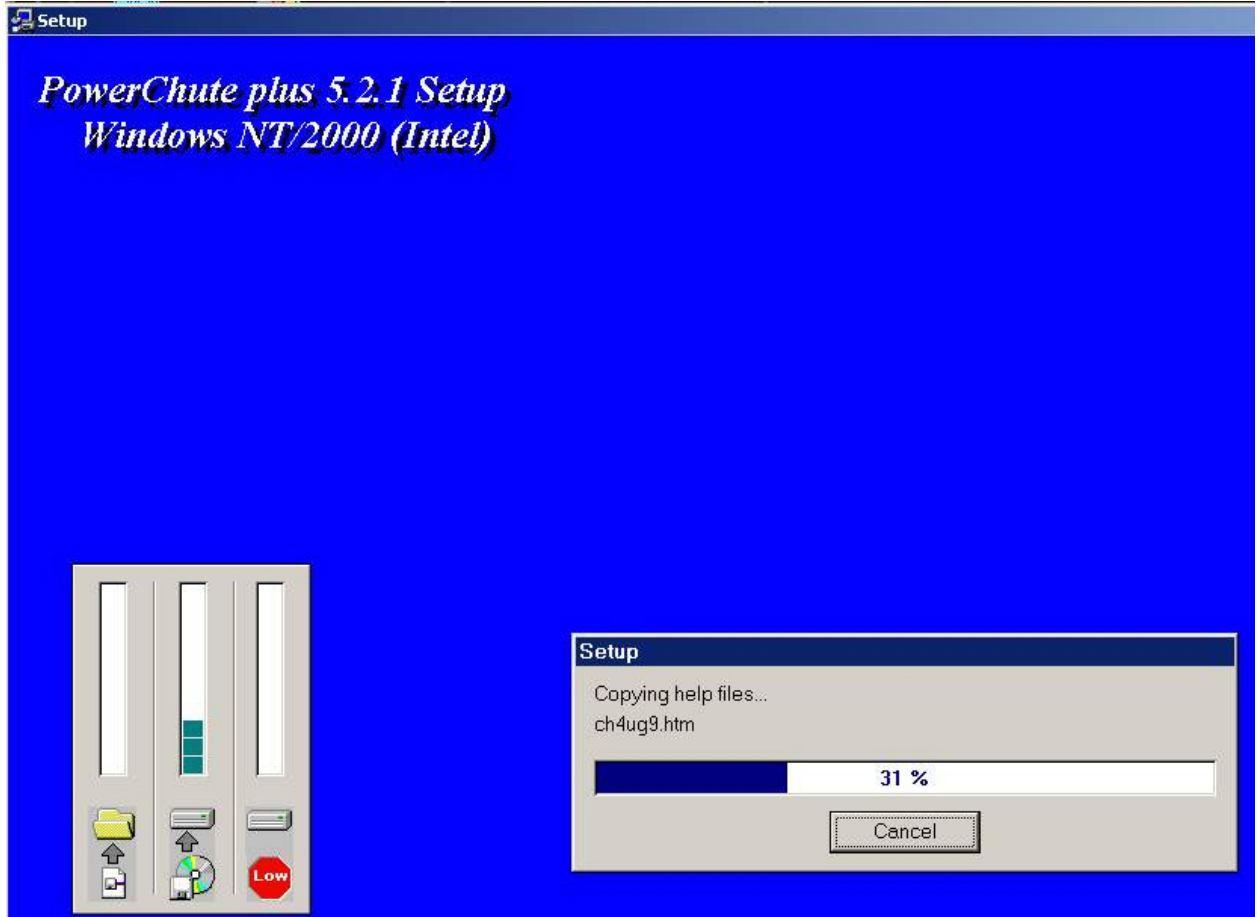 Setup
PowerChute plus 5.2.1 Setup
Windows NT/2000 (Intel)
Setup
Copying help files...
ch4ug9.htm
31 %
Cancel
Low